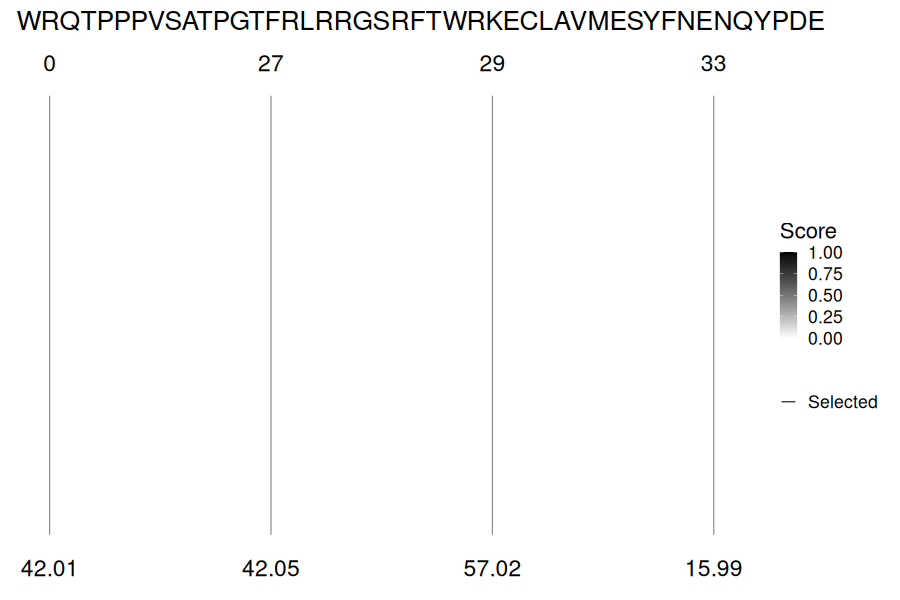 WRQTPPPVSATPGTFRLRRGSRFTWRKECLAVMESYFNENQYPDE
0 27 29 33
Score
1.00
0.75
0.50
0.25
0.00
Selected
42.01 42.05 57.02 15.99